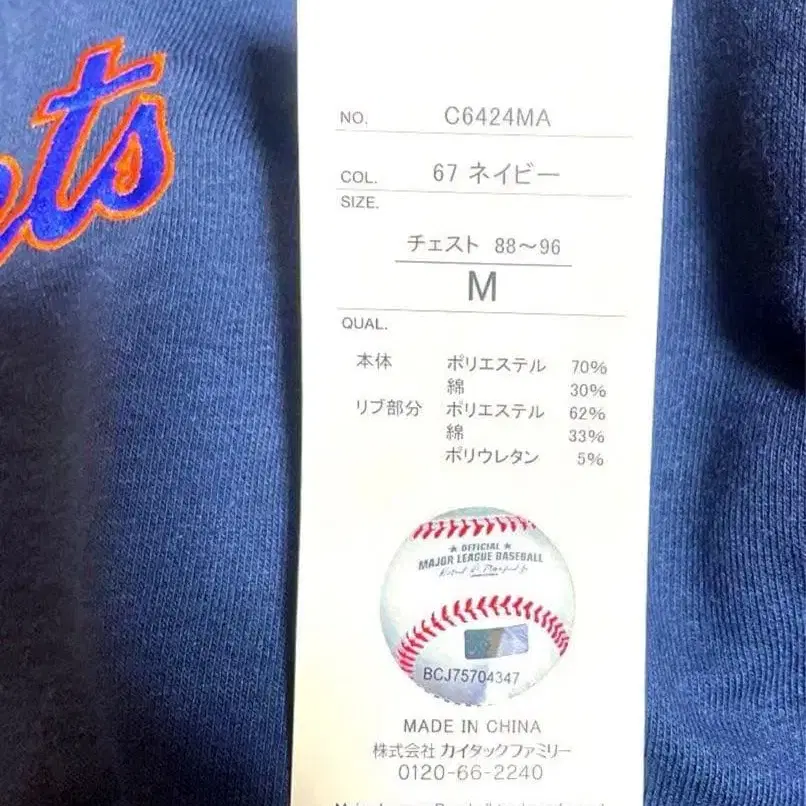 ets
NO. C6424MA
COL. 67 ネイビー
SIZE.
チェスト 88～96
M
QUAL.
本体 ポリエステル 70%
綿 30%
リブ部分 ポリエステル 62%
綿 33%
ポリウレタン 5%
★ OFFICIAL ★
MAJOR LEAGUE BASEBALL
BCJ75704347
MADE IN CHINA
株式会社 カイタックファミリー
0120-66-2240